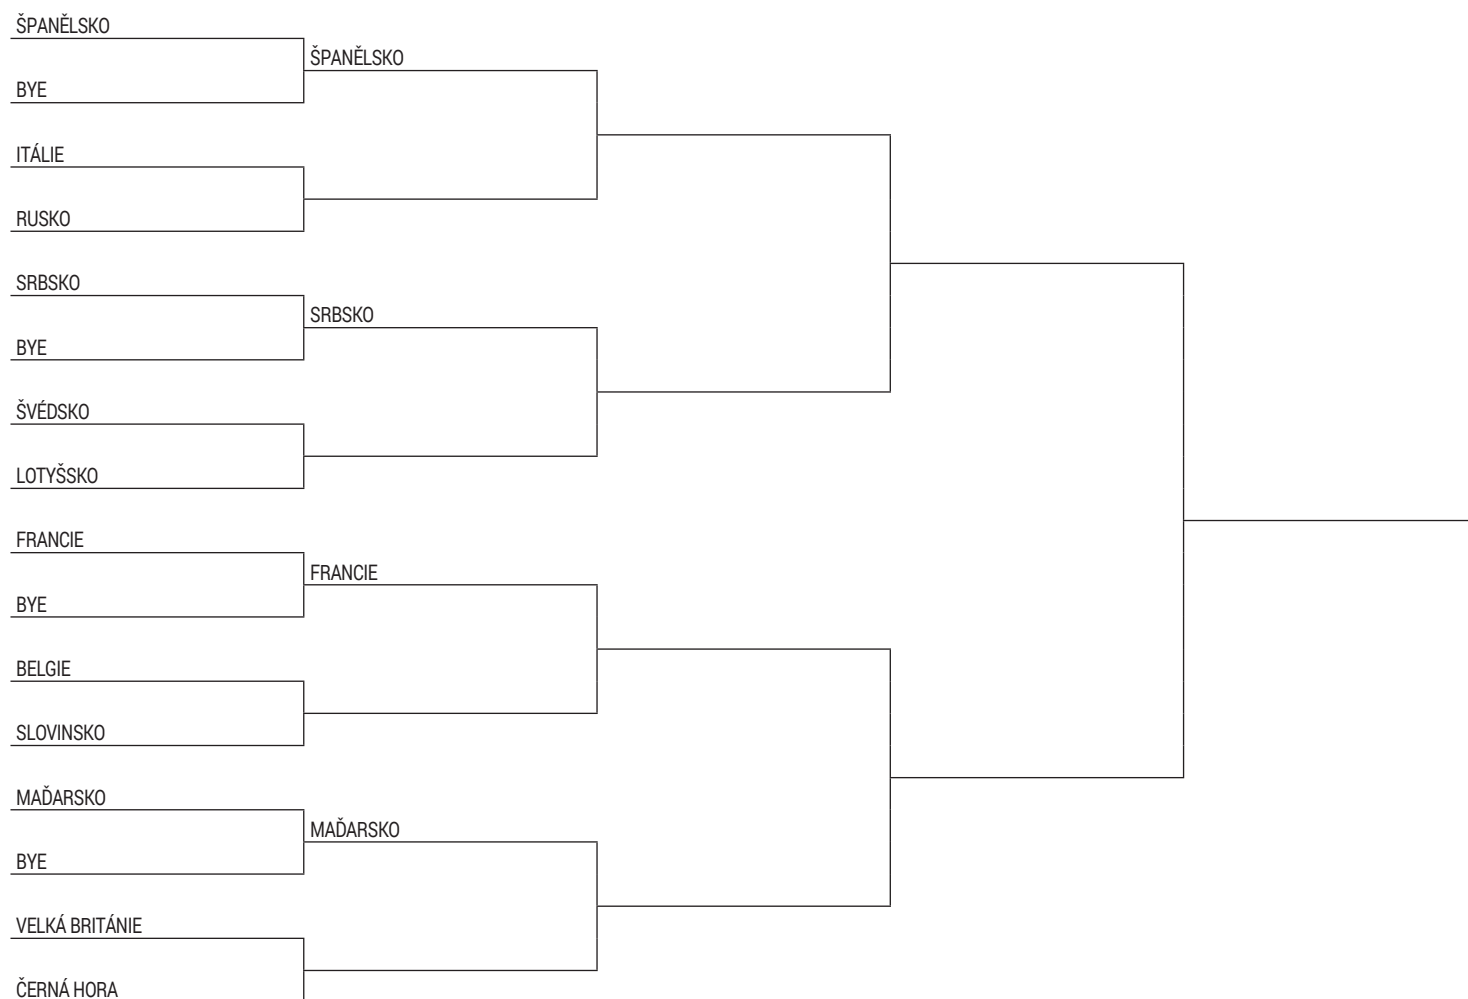 ŠPANĚLSKO
ŠPANĚLSKO
BYE
ITÁLIE
RUSKO
SRBSKO
SRBSKO
BYE
ŠVÉDSKO
LOTYŠSKO
FRANCIE
FRANCIE
BYE
BELGIE
SLOVINSKO
MAĎARSKO
MAĎARSKO
BYE
VELKÁ BRITÁNIE
ČERNÁ HORA